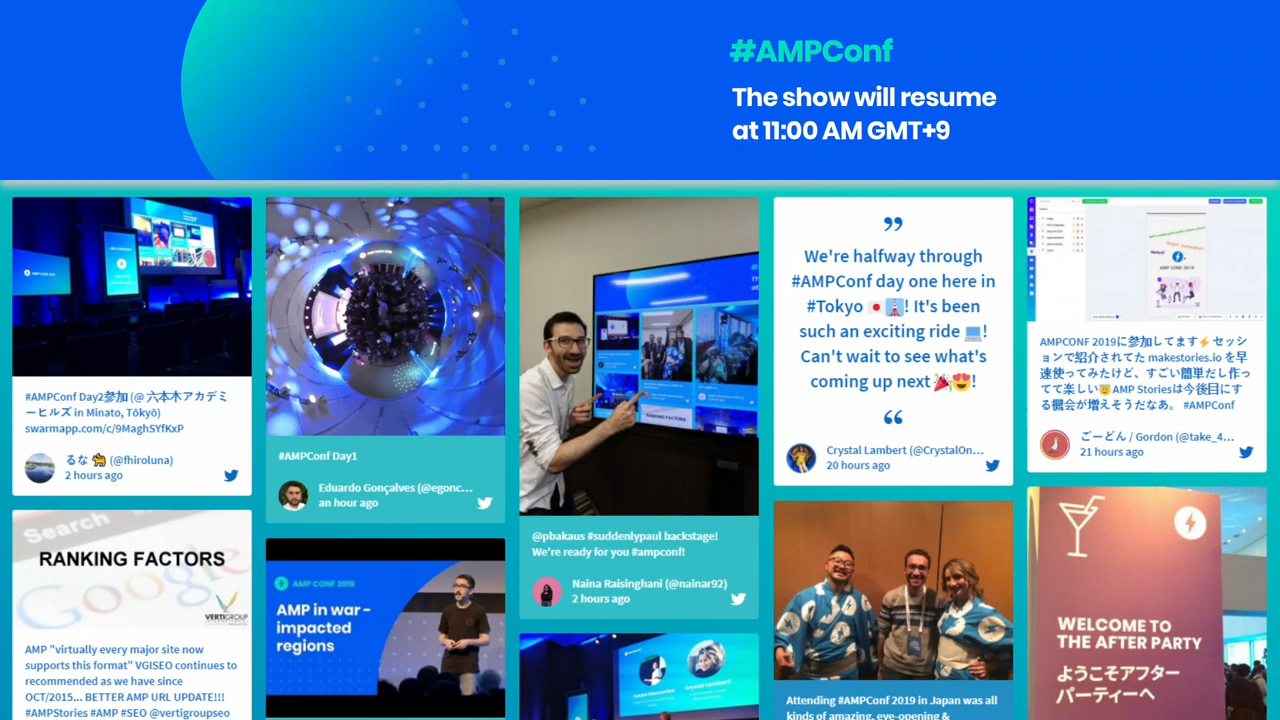 #AMPConf
The show will resume
at 11:00 AM GMT+9
#AMPConf Day2参加 (@ 六本木アカデミ
ーヒルズ in Minato, Tōkyō)
swarmapp.com/c/9MaghSYfKxP
るな 🐫 (@fhiroluna)
2 hours ago
Search
RANKING FACTORS
Google
VERTIGROUP
AMP "virtually every major site now
supports this format" VGISEO continues to
recommended as we have since
OCT/2015... BETTER AMP URL UPDATE!!!
#AMPStories #AMP #SEO @vertigroupseo
#AMPConf Day1
Eduardo Gonçalves (@egonc...
an hour ago
AMP CONF 2019
AMP in war-
impacted
regions
RANKING FACTORS
@pbakaus #suddenlypaul backstage!
We're ready for you #ampconf!
Naina Raisinghani (@nainar92)
2 hours ago
Crystal Lambert
”
We're halfway through
#AMPConf day one here in
#Tokyo 🇯🇵🗼! It's been
such an exciting ride 💻!
Can't wait to see what's
coming up next 🎉😍!
“
Crystal Lambert (@CrystalOn...
20 hours ago
Attending #AMPConf 2019 in Japan was all
kinds of amazing, eye-opening &
AMP CONF 2019
AMPCONF 2019に参加してます⚡セッシ
ョンで紹介されてた makestories.io を早
速使ってみたけど、すごい簡単だし作っ
てて楽しい😇AMP Storiesは今後目にす
る機会が増えそうだなあ。 #AMPConf
ごーどん / Gordon (@take_4...
21 hours ago
WELCOME TO
THE AFTER PARTY
ようこそアフター
パーティーへ